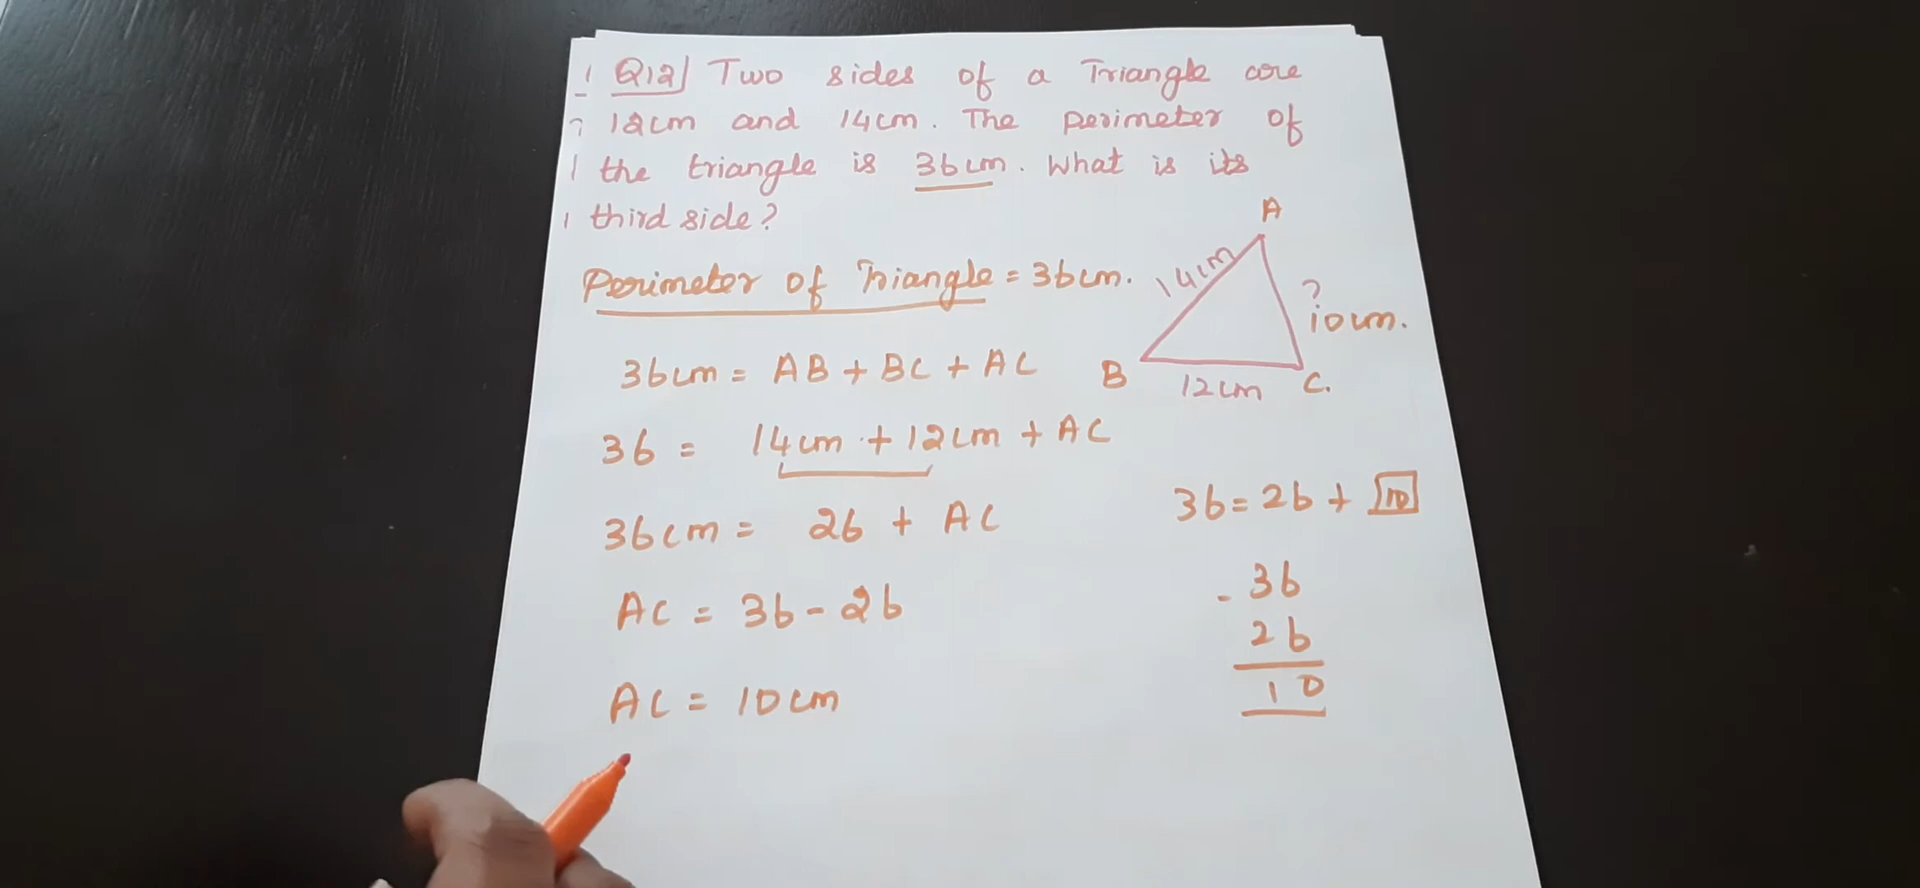 Q12) Two sides of a Triangle are
12cm and 14cm. The perimeter of
the triangle is 36cm. What is its
third side?
A
Perimeter of Triangle = 36cm.
14cm
?
10cm.
36cm = AB + BC + AC
B
12cm
C.
36 = 14cm + 12cm + AC
36cm = 26 + AC
36 = 26 + 10
AC = 36 - 26
- 36
26
10
AC = 10cm